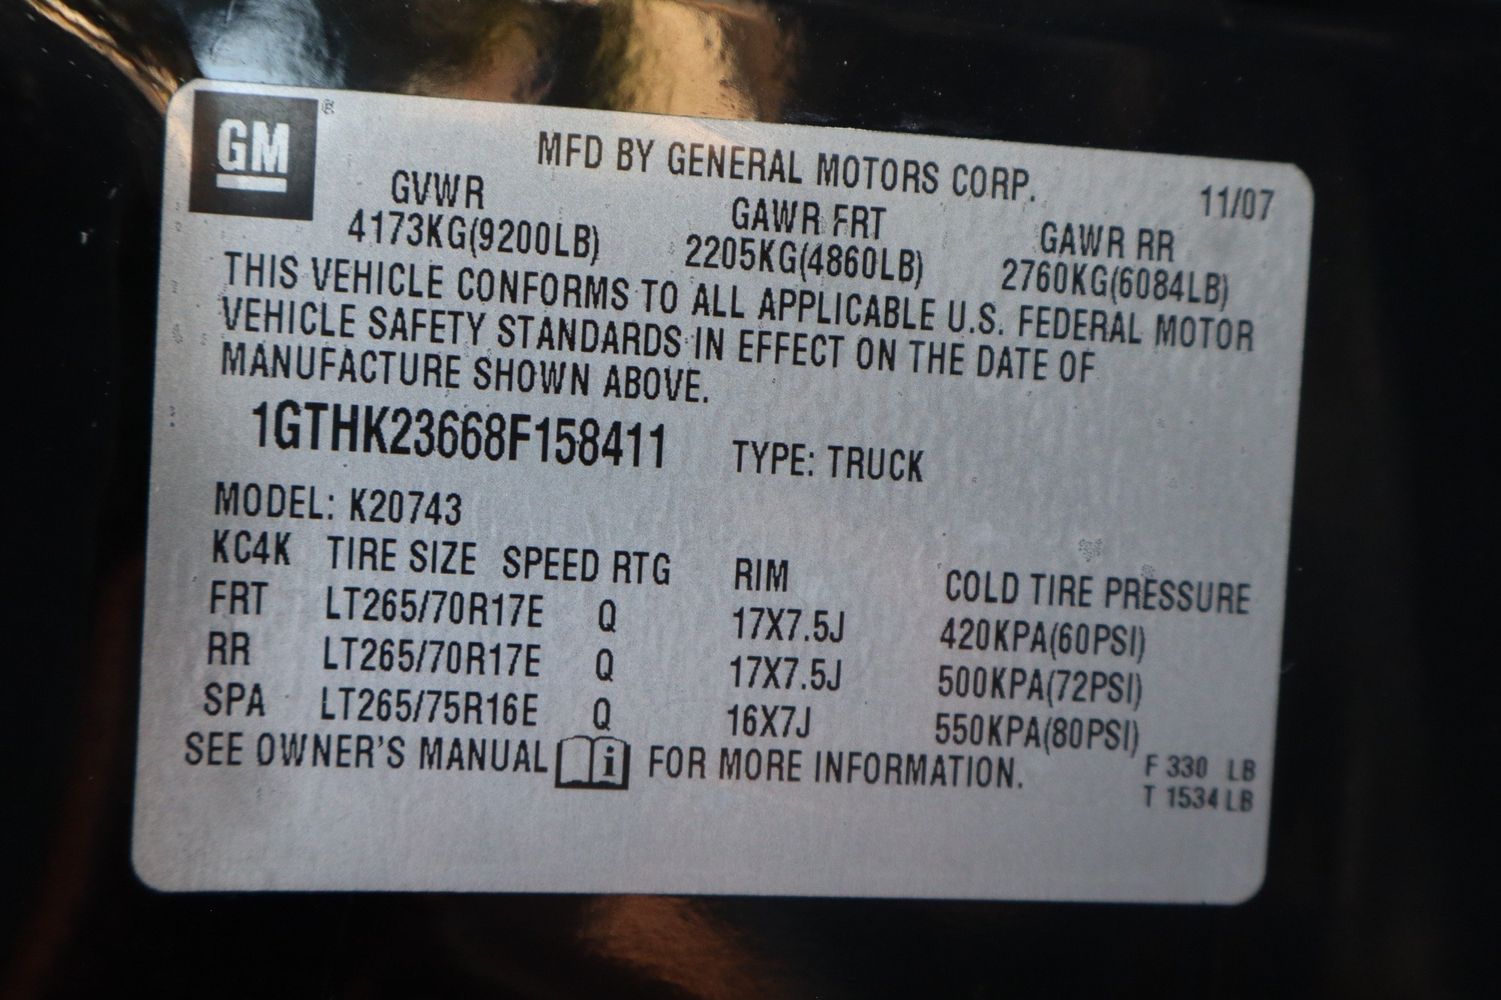 GM ®
MFD BY GENERAL MOTORS CORP.
11/07
GVWR GAWR FRT GAWR RR
4173KG(9200LB) 2205KG(4860LB) 2760KG(6084LB)
THIS VEHICLE CONFORMS TO ALL APPLICABLE U.S. FEDERAL MOTOR
VEHICLE SAFETY STANDARDS IN EFFECT ON THE DATE OF
MANUFACTURE SHOWN ABOVE.
1GTHK23668F158411 TYPE: TRUCK
MODEL: K20743
KC4K TIRE SIZE SPEED RTG RIM COLD TIRE PRESSURE
FRT LT265/70R17E Q 17X7.5J 420KPA(60PSI)
RR LT265/70R17E Q 17X7.5J 500KPA(72PSI)
SPA LT265/75R16E Q 16X7J 550KPA(80PSI)
SEE OWNER'S MANUAL i FOR MORE INFORMATION.
F 330 LB
T 1534 LB